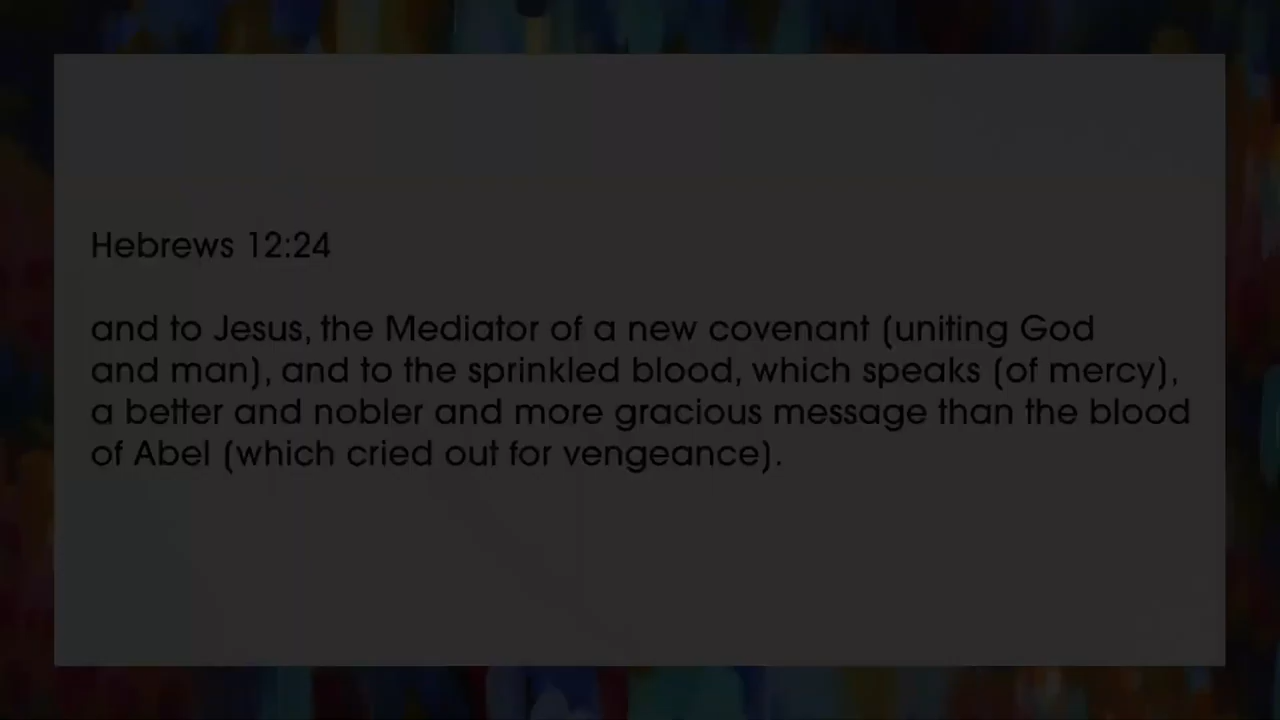 Hebrews 12:24
and to Jesus, the Mediator of a new covenant (uniting God
and man), and to the sprinkled blood, which speaks (of mercy),
a better and nobler and more gracious message than the blood
of Abel (which cried out for vengeance).